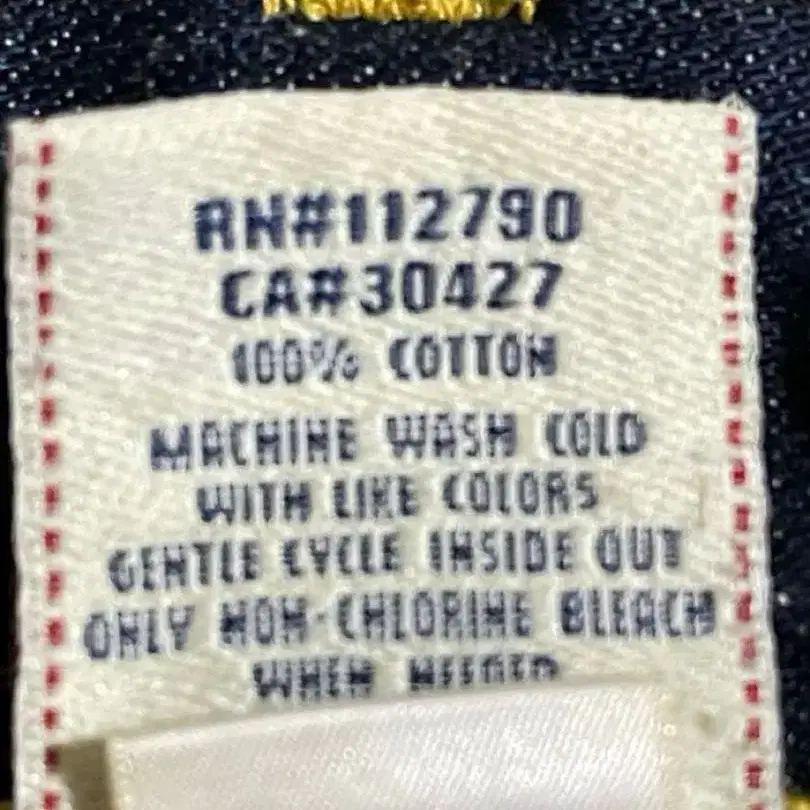 RN#112790
CA#30427
100% COTTON
MACHINE WASH COLD
WITH LIKE COLORS
GENTLE CYCLE INSIDE OUT
ONLY NON-CHLORINE BLEACH
WHEN NEEDED